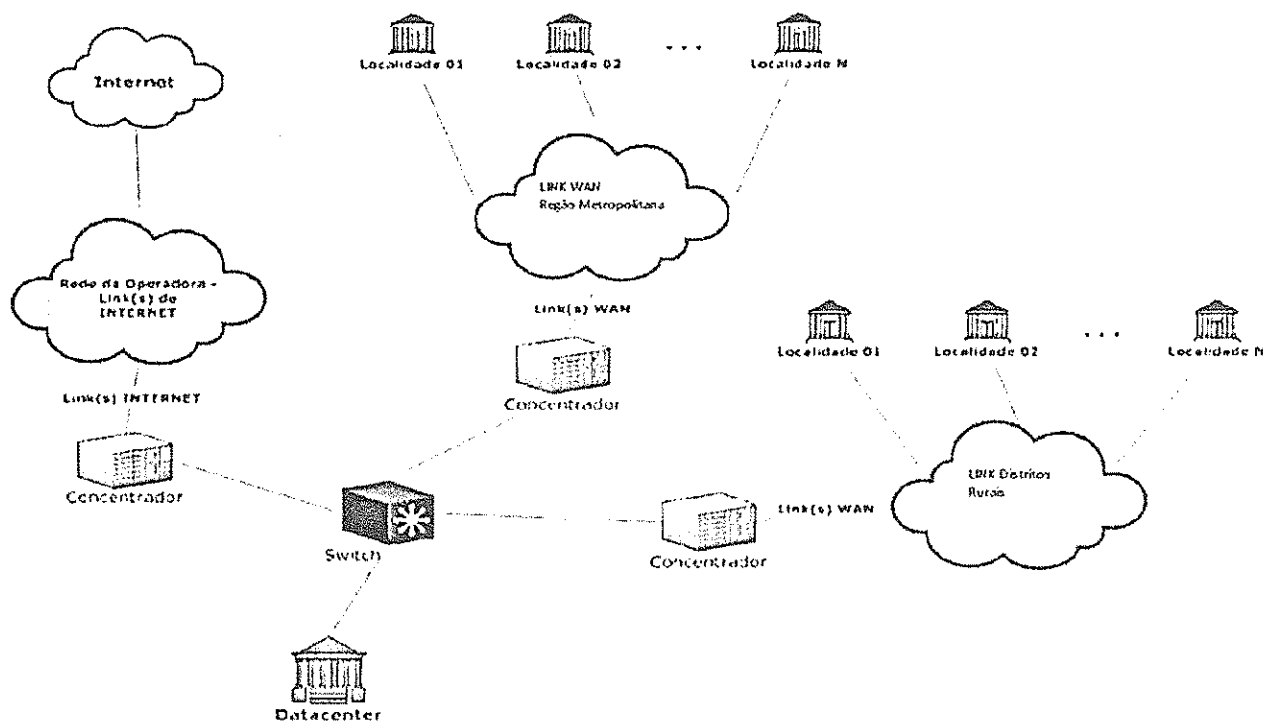 Localidade 01
Localidade 02
...
Localidade N
Internet
LINK WAN
Região Metropolitana
Rede da Operadora -
Link(s) de
INTERNET
Link(s) WAN
Localidade 01
Localidade 02
...
Localidade N
Link(s) INTERNET
Concentrador
Concentrador
LINK Distritos
Rurais
Link(s) WAN
Switch
Concentrador
Datacenter